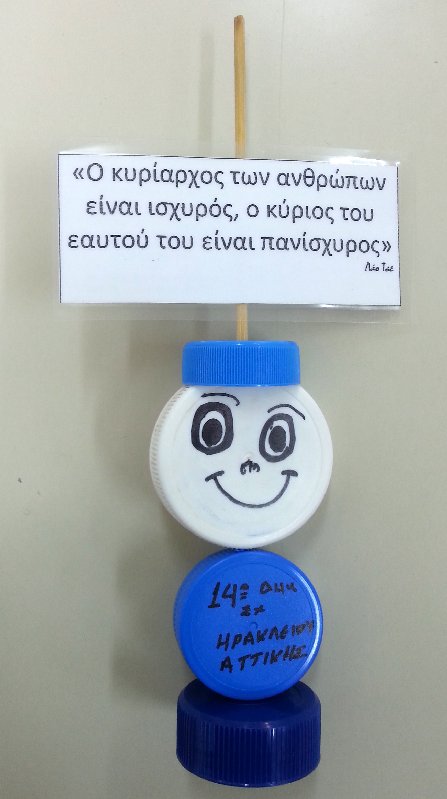 «Ο κυρίαρχος των ανθρώπων
είναι ισχυρός, ο κύριος του
εαυτού του είναι πανίσχυρος»
Λάο Τσε
14ο ΔΗΜ
ΣΧ
ΗΡΑΚΛΕΙΟΥ
ΑΤΤΙΚΗΣ